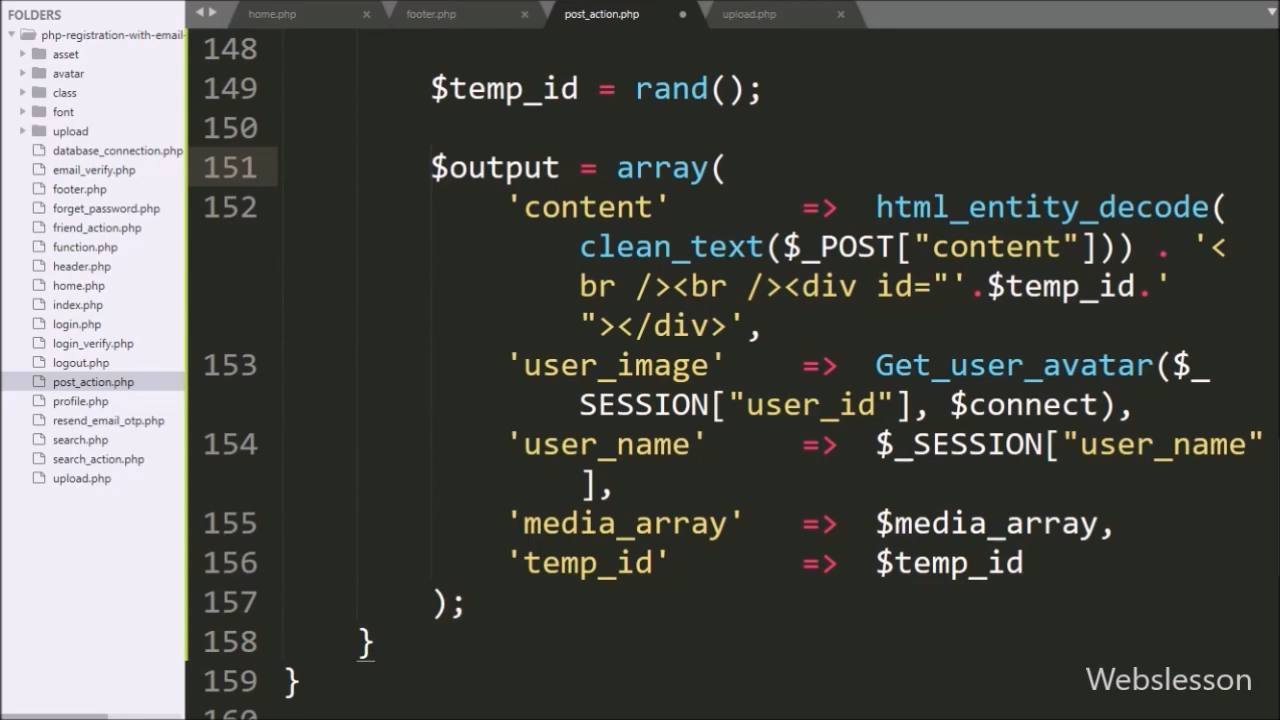 FOLDERS
php-registration-with-email-
asset
avatar
class
font
upload
database_connection.php
email_verify.php
footer.php
forget_password.php
friend_action.php
function.php
header.php
home.php
index.php
login.php
login_verify.php
logout.php
post_action.php
profile.php
resend_email_otp.php
search.php
search_action.php
upload.php
home.php × footer.php × post_action.php upload.php ×
148
149 $temp_id = rand();
150
151 $output = array(
152 'content' => html_entity_decode(
clean_text($_POST["content"])) . '<
br /><br /><div id="'.$temp_id.'
"></div>',
153 'user_image' => Get_user_avatar($_
SESSION["user_id"], $connect),
154 'user_name' => $_SESSION["user_name"
],
155 'media_array' => $media_array,
156 'temp_id' => $temp_id
157 );
158 }
159 }
160
Webslesson